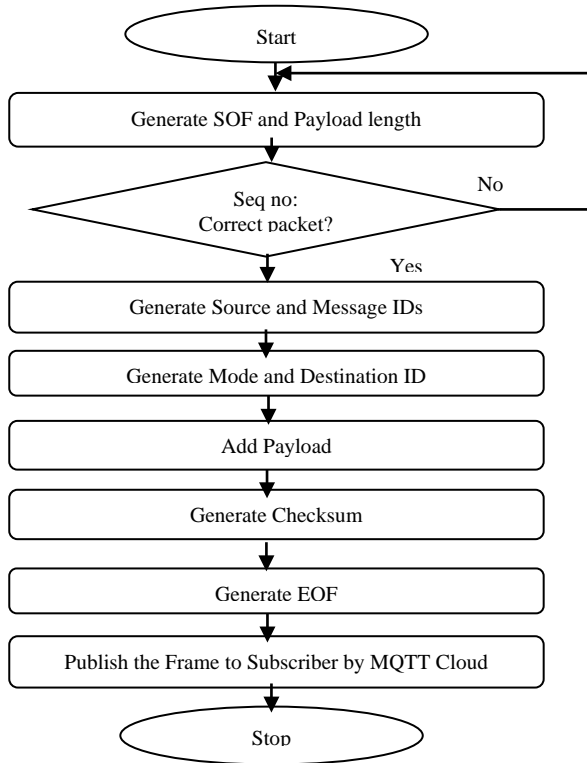 Start
Generate SOF and Payload length
Seq no:
Correct packet?
No
Yes
Generate Source and Message IDs
Generate Mode and Destination ID
Add Payload
Generate Checksum
Generate EOF
Publish the Frame to Subscriber by MQTT Cloud
Stop